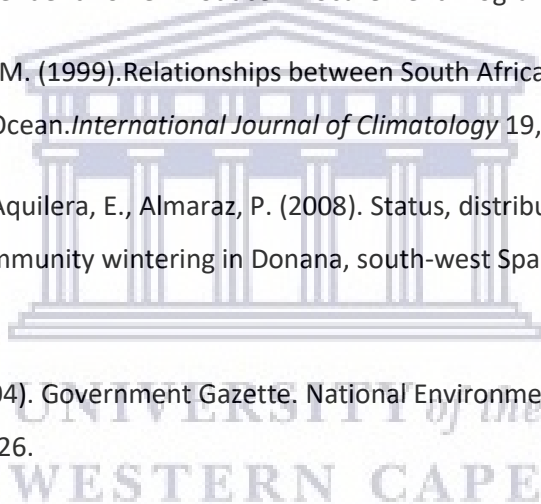 M. (1999).Relationships between South Africa
Ocean.International Journal of Climatology 19,
Aquilera, E., Almaraz, P. (2008). Status, distribu
mmunity wintering in Donana, south-west Spa
04). Government Gazette. National Environme
UNIVERSITY of the
26.
WESTERN CAPE